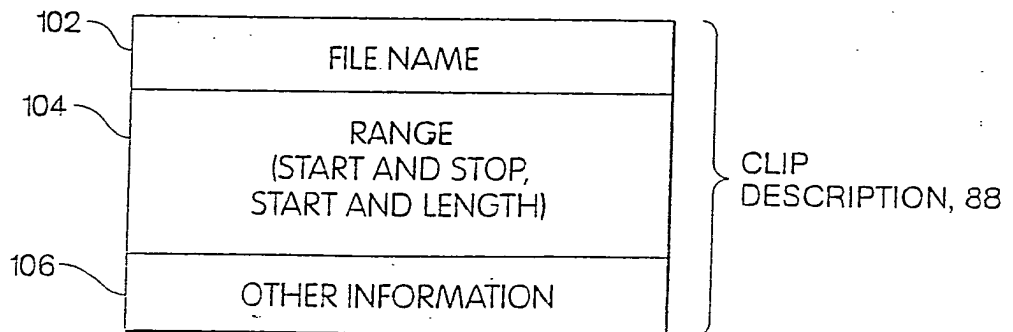 102
FILE NAME
104
RANGE
(START AND STOP,
START AND LENGTH)
CLIP
DESCRIPTION, 88
106
OTHER INFORMATION